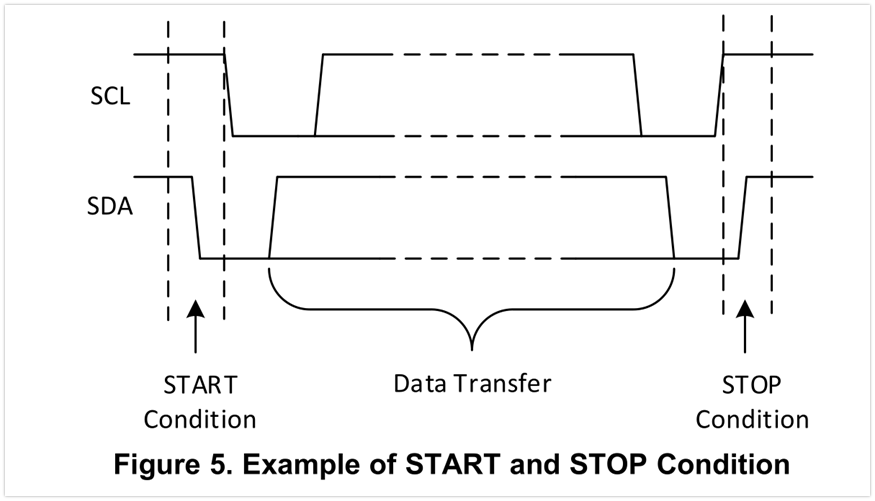 SCL
SDA
START
Condition
Data Transfer
STOP
Condition
Figure 5. Example of START and STOP Condition